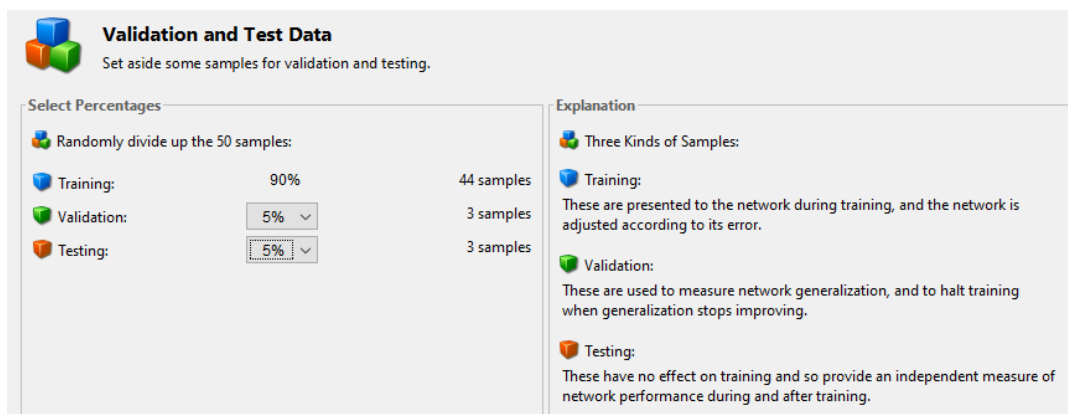 Validation and Test Data
Set aside some samples for validation and testing.
Select Percentages
Randomly divide up the 50 samples:
Training: 90% 44 samples
Validation: 5% 3 samples
Testing: 5% 3 samples
Explanation
Three Kinds of Samples:
Training:
These are presented to the network during training, and the network is
adjusted according to its error.
Validation:
These are used to measure network generalization, and to halt training
when generalization stops improving.
Testing:
These have no effect on training and so provide an independent measure of
network performance during and after training.